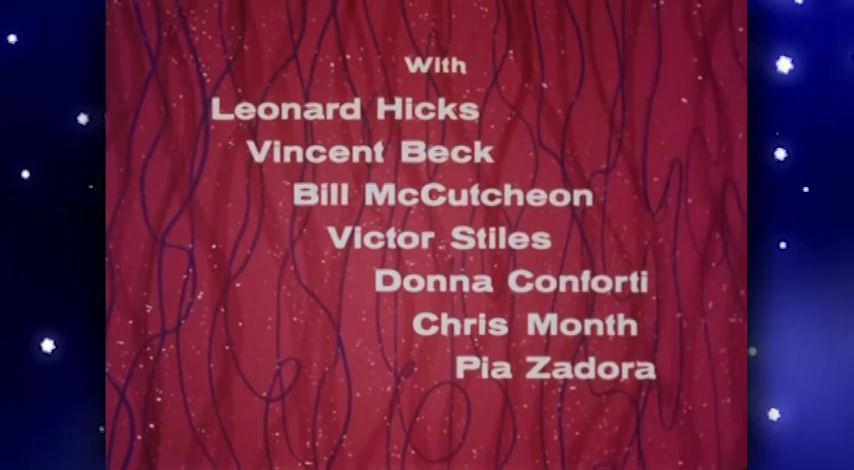 With
Leonard Hicks
Vincent Beck
Bill McCutcheon
Victor Stiles
Donna Conforti
Chris Month
Pia Zadora